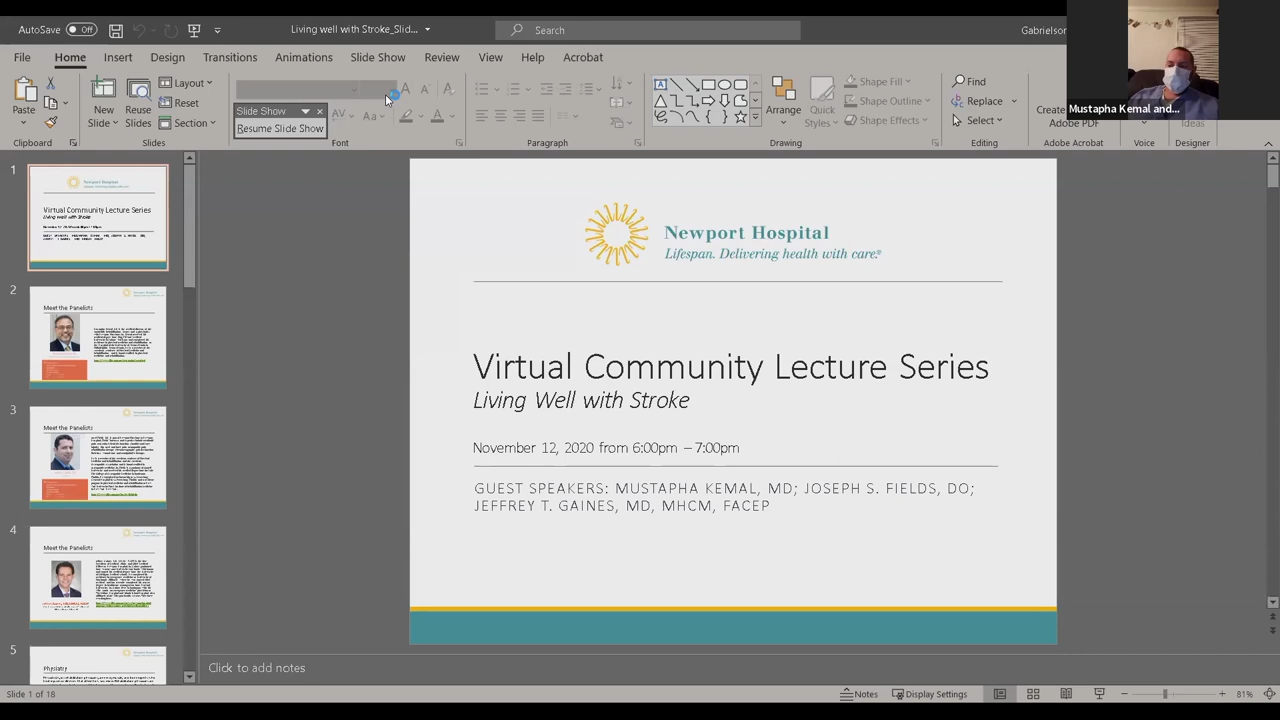 AutoSave Off
Living well with Stroke_Slid...
Search
Gabrielson
File Home Insert Design Transitions Animations Slide Show Review View Help Acrobat
Paste
New Slide
Reuse Slides
Layout
Reset
Section
Slide Show
Resume Slide Show
Arrange
Quick Styles
Shape Fill
Shape Outline
Shape Effects
Find
Replace
Select
Create
Adobe PDF
Mustapha Kemal and...
Ideas
Clipboard Slides Font Paragraph Drawing Editing Adobe Acrobat Voice Designer
1
Virtual Community Lecture Series
Living Well with Stroke
2
Meet the Panelists
3
Meet the Panelists
4
Meet the Panelists
5
Physiatry
Newport Hospital
Lifespan. Delivering health with care.®
Virtual Community Lecture Series
Living Well with Stroke
from 6:00pm – 7:00pm
GUEST SPEAKERS: MUSTAPHA KEMAL, MD; JOSEPH S. FIELDS, DO;
JEFFREY T. GAINES, MD, MHCM, FACEP
Click to add notes
Slide 1 of 18
Notes
Display Settings
81%